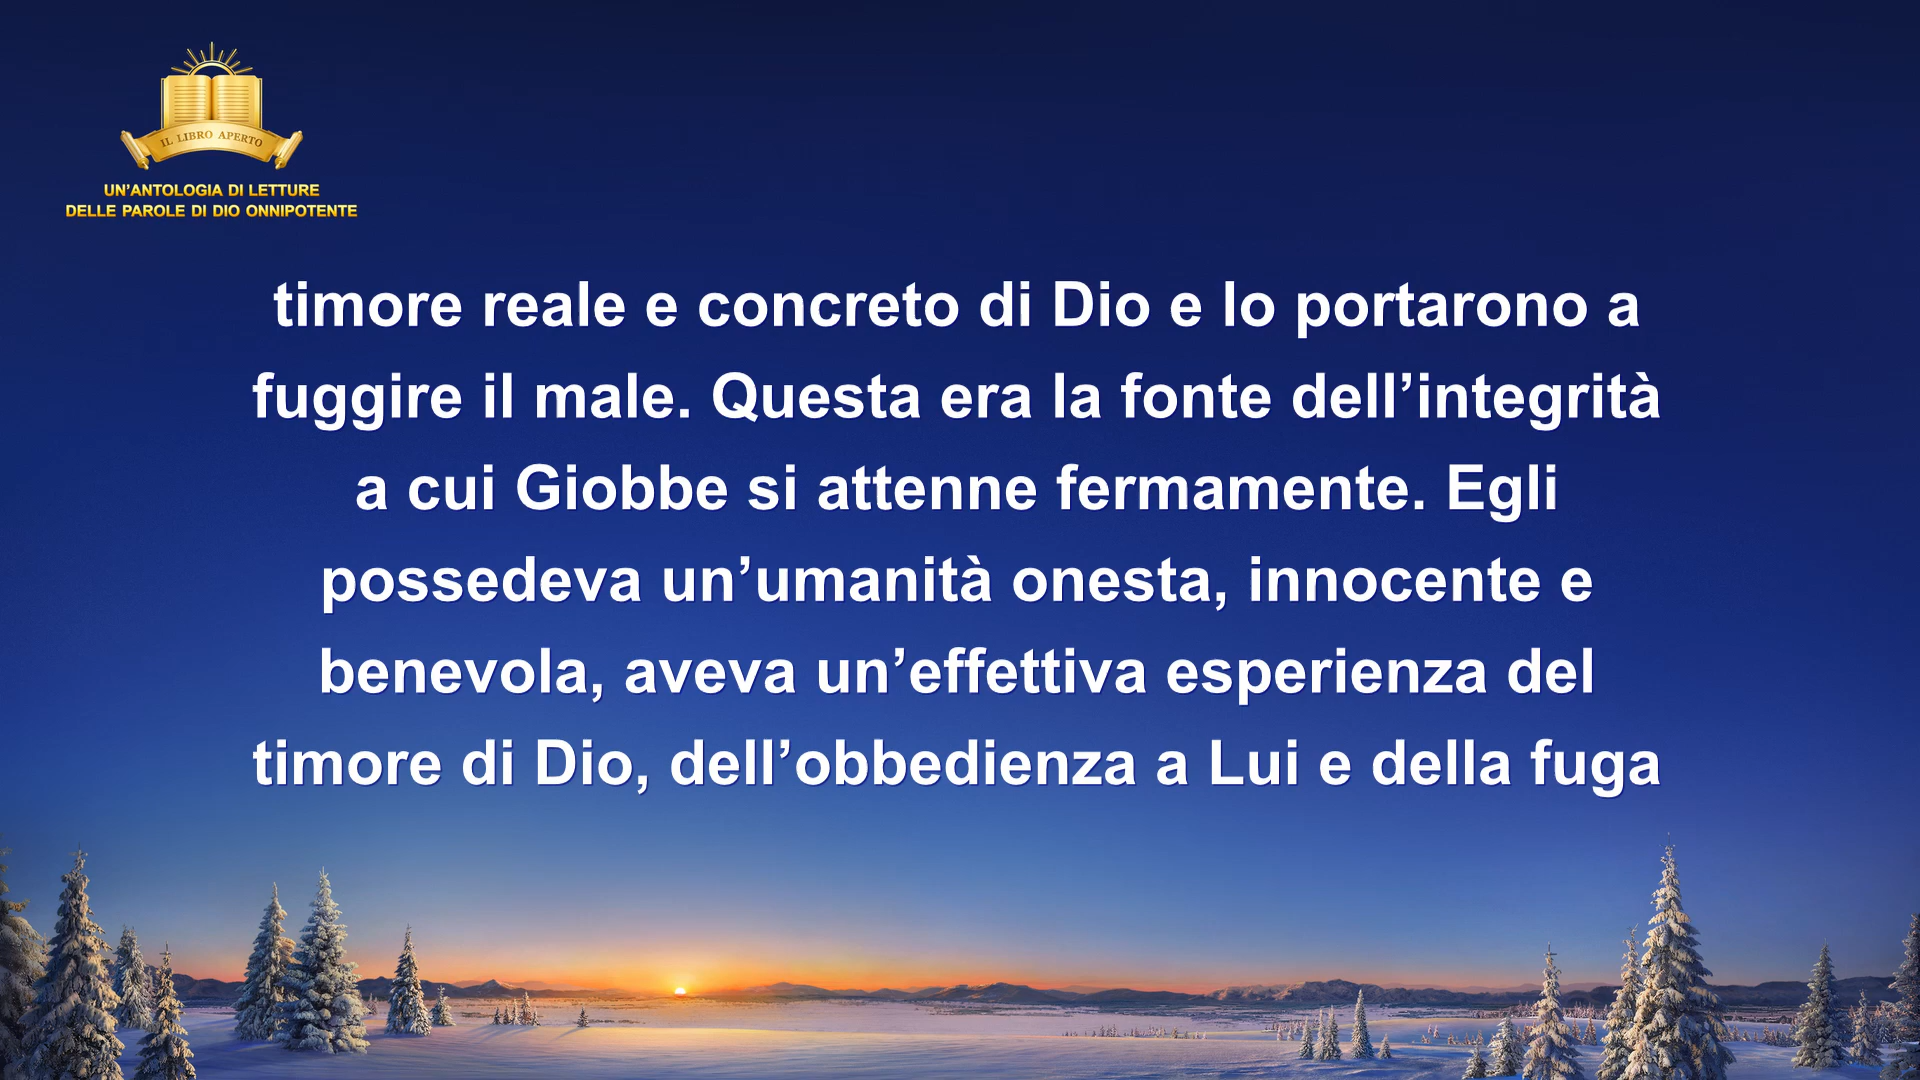 IL LIBRO APERTO
UN’ANTOLOGIA DI LETTURE
DELLE PAROLE DI DIO ONNIPOTENTE
timore reale e concreto di Dio e lo portarono a
fuggire il male. Questa era la fonte dell’integrità
a cui Giobbe si attenne fermamente. Egli
possedeva un’umanità onesta, innocente e
benevola, aveva un’effettiva esperienza del
timore di Dio, dell’obbedienza a Lui e della fuga